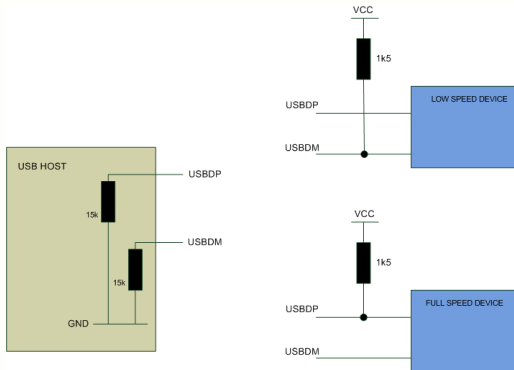 VCC
1k5
USBDP
LOW SPEED DEVICE
USBDM
USB HOST
USBDP
15k
USBDM
15k
GND
VCC
1k5
USBDP
FULL SPEED DEVICE
USBDM